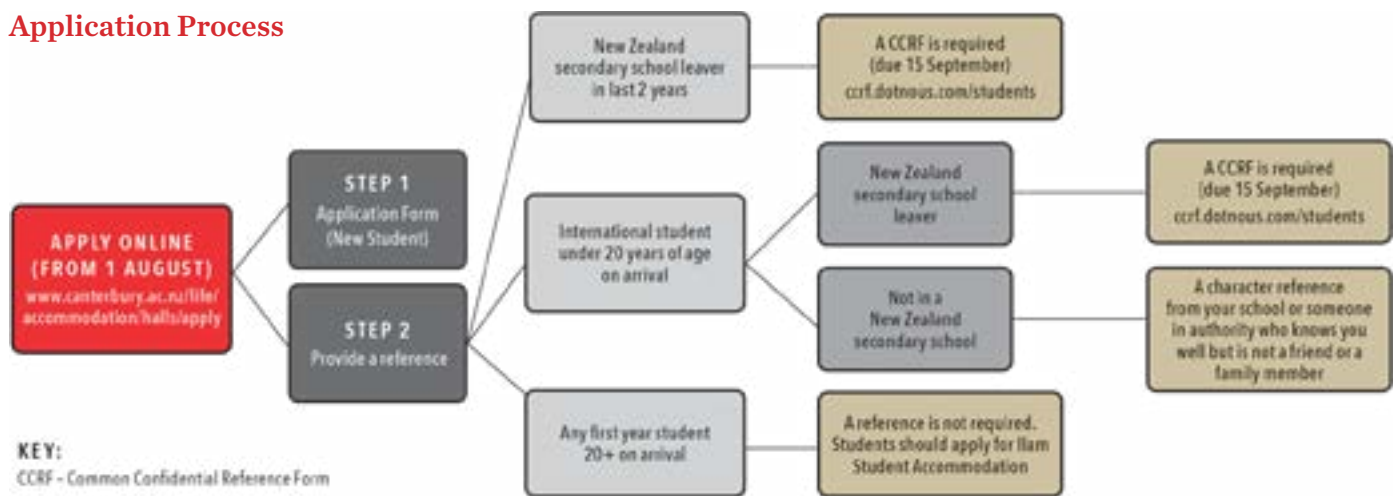 Application Process
APPLY ONLINE
(FROM 1 AUGUST)
www.canterbury.ac.nz/life/
accommodation/halls/apply
STEP 1
Application Form
(New Student)
STEP 2
Provide a reference
New Zealand
secondary school leaver
in last 2 years
A CCRF is required
(due 15 September)
ccrf.dotnous.com/students
International student
under 20 years of age
on arrival
New Zealand
secondary school
leaver
A CCRF is required
(due 15 September)
ccrf.dotnous.com/students
Not in a
New Zealand
secondary school
A character reference
from your school or someone
in authority who knows you
well but is not a friend or a
family member
Any first year student
20+ on arrival
A reference is not required.
Students should apply for Ilam
Student Accommodation
KEY:
CCRF – Common Confidential Reference Form